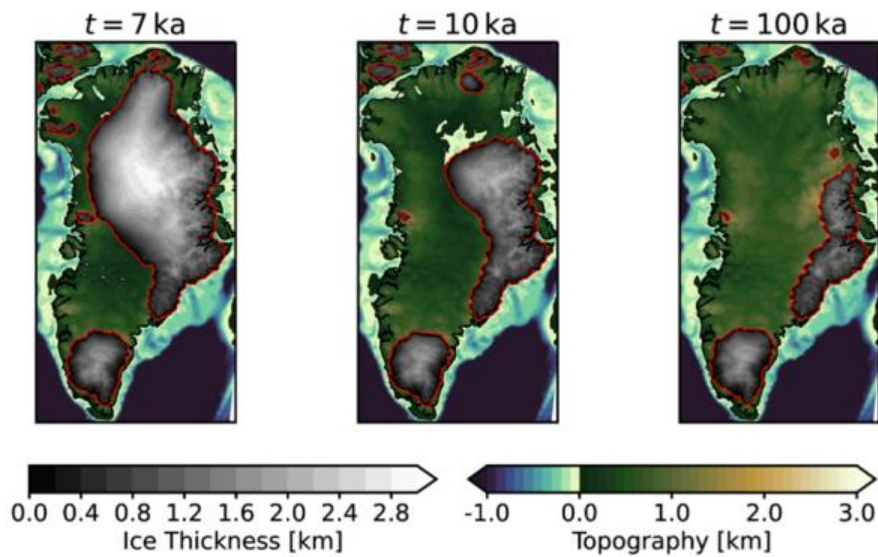 t = 7 ka t = 10 ka t = 100 ka
0.0 0.4 0.8 1.2 1.6 2.0 2.4 2.8 -1.0 0.0 1.0 2.0 3.0
Ice Thickness [km] Topography [km]